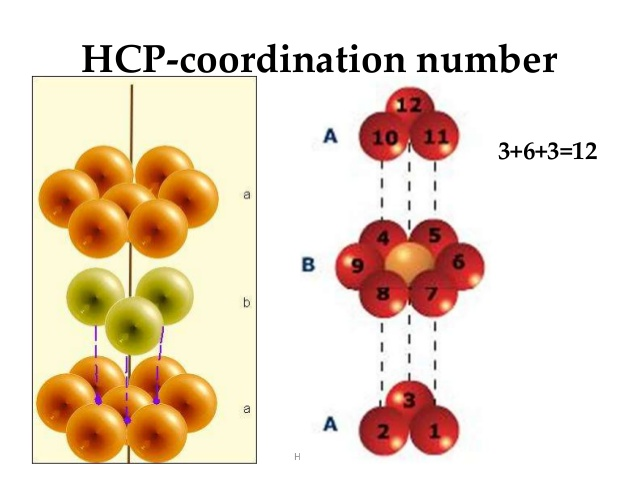 HCP-coordination number
a
b
a
A
12
10 11
3+6+3=12
B
4 5
9 6
8 7
A
3
2 1
H